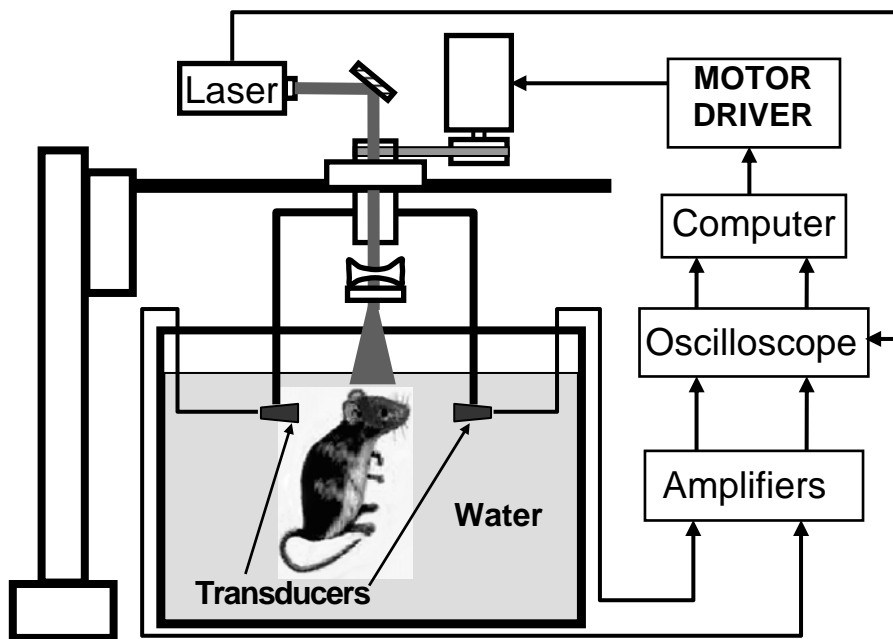 Laser
MOTOR
DRIVER
Computer
Oscilloscope
Amplifiers
Water
Transducers